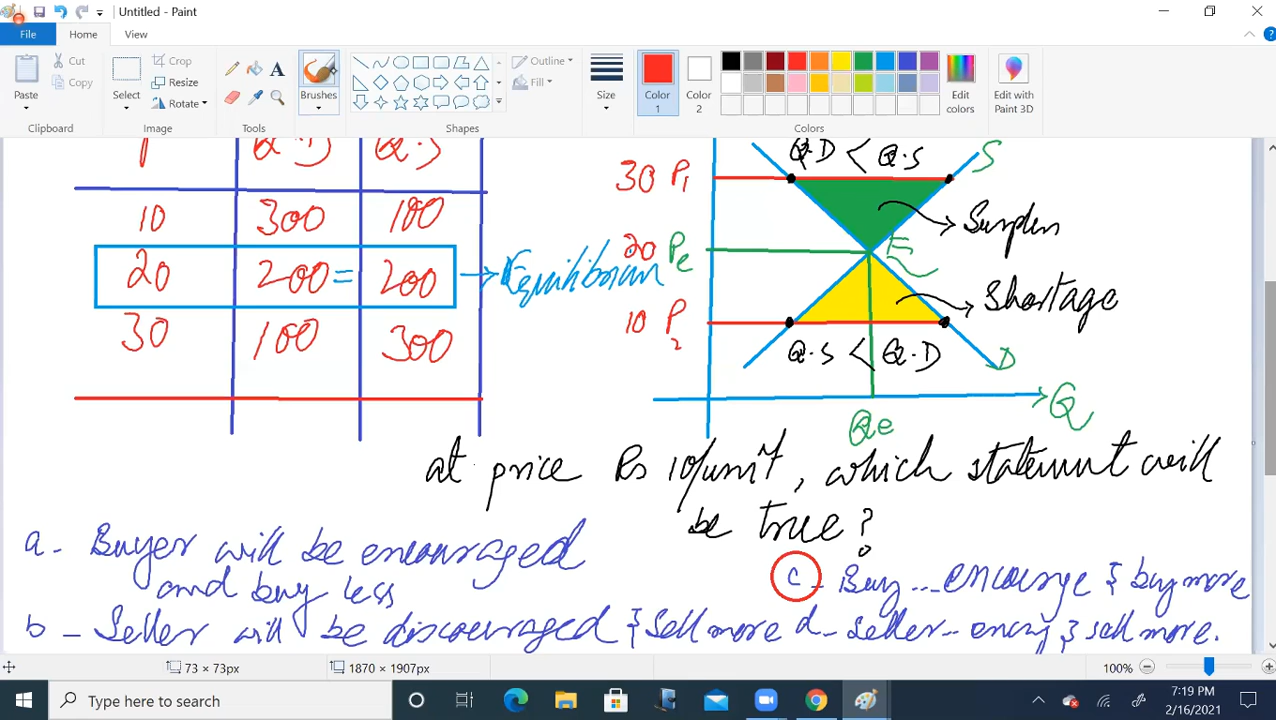 Untitled - Paint
File Home View
Paste
Cut
Copy
Clipboard
Select
Crop
Resize
Rotate
Image
Tools
Brushes
Shapes
Outline
Fill
Size
Color 1
Color 2
Edit colors
Edit with Paint 3D
Colors
P Q.D Q.S
10 300 100
20 200 = 200 → Equilibrium
30 100 300
Q.D < Q.S
S
30 P1
Surplus
20 Pe
E
Shortage
10 P2
Q.S < Q.D
D
Q
Qe
at price Rs 10/unit, which statement will
be true?
a - Buyer will be encouraged
and buy less
c - Buy... encourage & buy more
b - Seller will be discouraged & Sell more
d - Seller - encrg & sell more.
73 × 73px
1870 × 1907px
100%
Type here to search
7:19 PM
2/16/2021